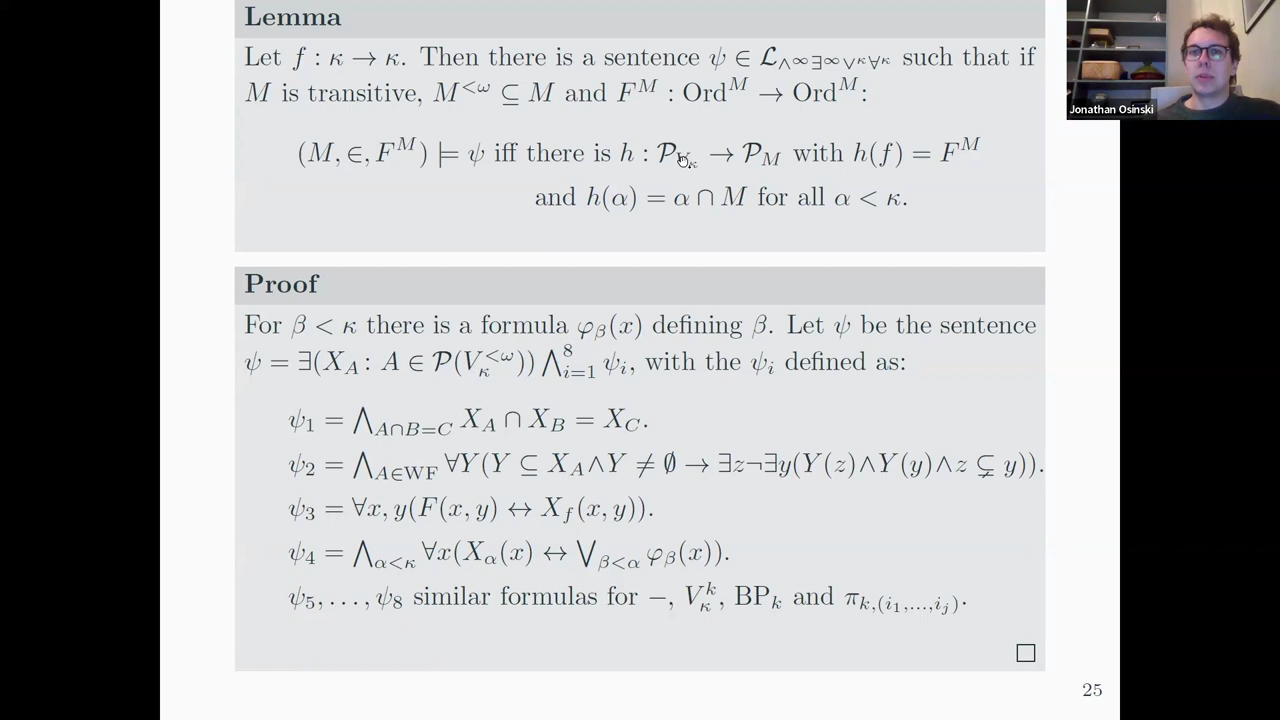 Lemma
Let f : κ → κ. Then there is a sentence ψ ∈ 𝓛_{∧^∞∃^∞∨^κ∀^κ} such that if
M is transitive, M^{<ω} ⊆ M and F^M : Ord^M → Ord^M:
(M, ∈, F^M) ⊨ ψ iff there is h : 𝒫_{V_κ} → 𝒫_M with h(f) = F^M
and h(α) = α ∩ M for all α < κ.
Proof
For β < κ there is a formula φ_β(x) defining β. Let ψ be the sentence
ψ = ∃(X_A : A ∈ 𝒫(V_κ^{<ω})) ⋀_{i=1}^{8} ψ_i, with the ψ_i defined as:
ψ_1 = ⋀_{A∩B=C} X_A ∩ X_B = X_C.
ψ_2 = ⋀_{A∈WF} ∀Y(Y ⊆ X_A ∧ Y ≠ ∅ → ∃z¬∃y(Y(z) ∧ Y(y) ∧ z ⊊ y)).
ψ_3 = ∀x, y(F(x, y) ↔ X_f(x, y)).
ψ_4 = ⋀_{α<κ} ∀x(X_α(x) ↔ ⋁_{β<α} φ_β(x)).
ψ_5, …, ψ_8 similar formulas for −, V_κ^k, BP_k and π_{k,(i_1,…,i_j)}.
□
25
Jonathan Osinski